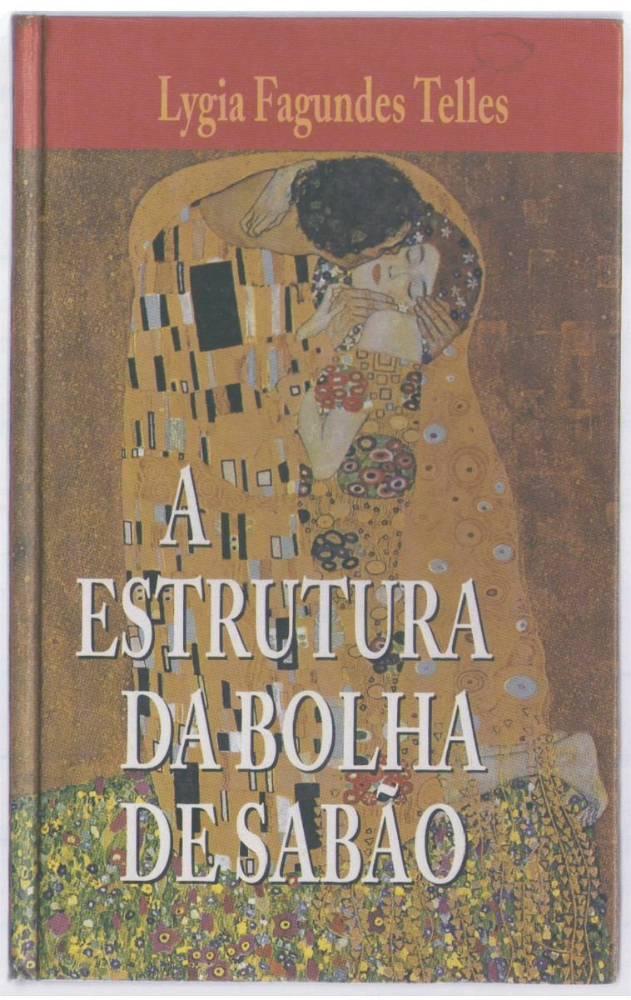 Lygia Fagundes Telles
A
ESTRUTURA
DA BOLHA
DE SABÃO